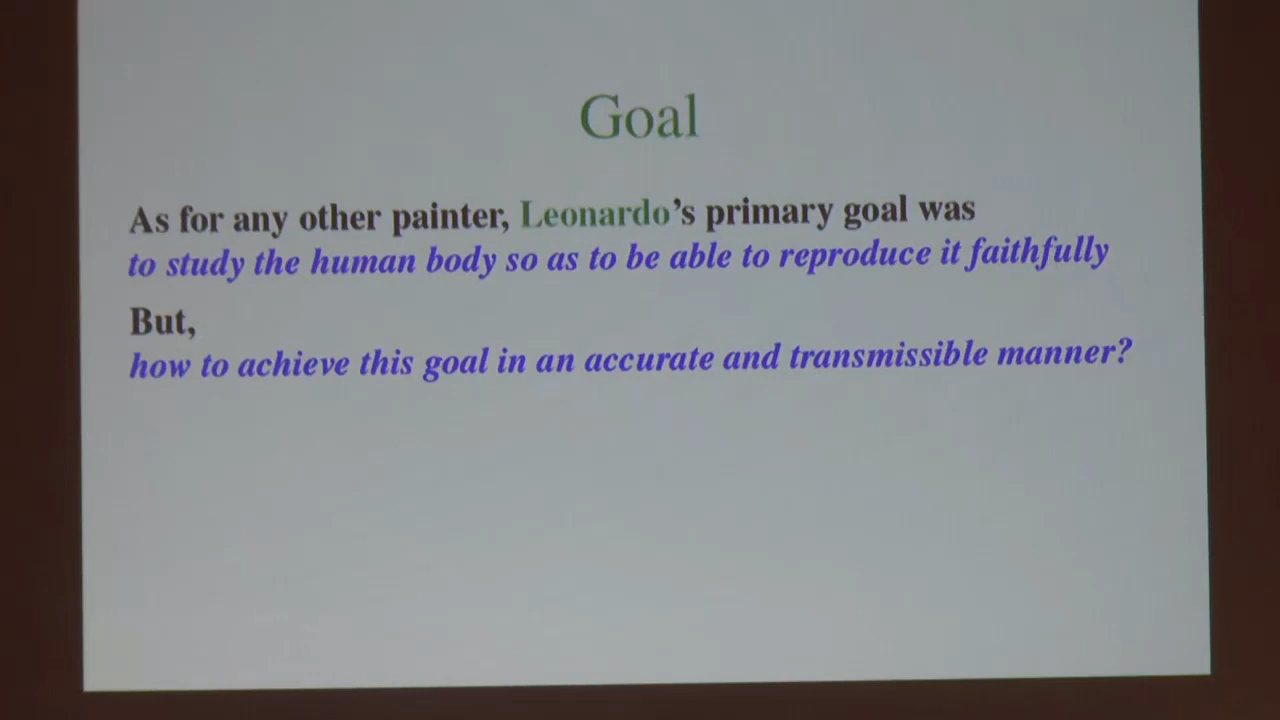 Goal
As for any other painter, Leonardo's primary goal was
to study the human body so as to be able to reproduce it faithfully
But,
how to achieve this goal in an accurate and transmissible manner?